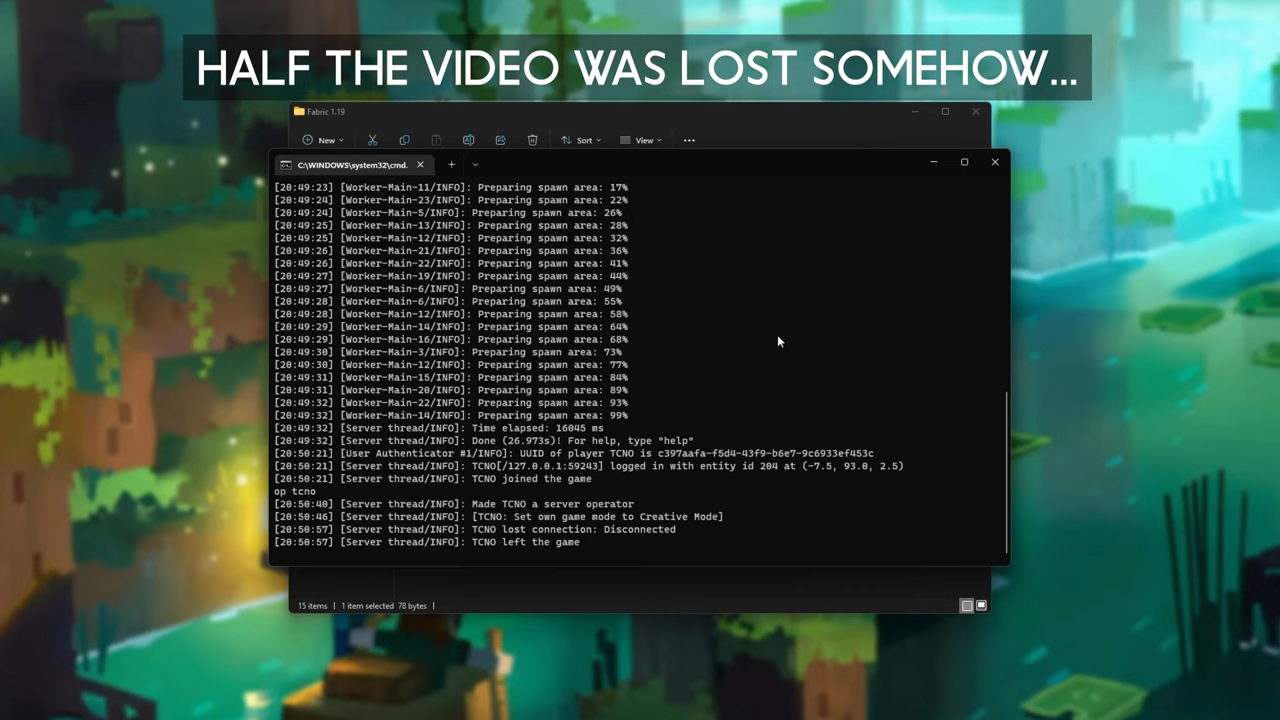 HALF THE VIDEO WAS LOST SOMEHOW...
Fabric 1.19
New Sort View
C:\WINDOWS\system32\cmd.
[20:49:23] [Worker-Main-11/INFO]: Preparing spawn area: 17%
[20:49:24] [Worker-Main-23/INFO]: Preparing spawn area: 22%
[20:49:24] [Worker-Main-5/INFO]: Preparing spawn area: 26%
[20:49:25] [Worker-Main-13/INFO]: Preparing spawn area: 28%
[20:49:25] [Worker-Main-12/INFO]: Preparing spawn area: 32%
[20:49:26] [Worker-Main-21/INFO]: Preparing spawn area: 36%
[20:49:26] [Worker-Main-22/INFO]: Preparing spawn area: 41%
[20:49:27] [Worker-Main-19/INFO]: Preparing spawn area: 44%
[20:49:27] [Worker-Main-6/INFO]: Preparing spawn area: 49%
[20:49:28] [Worker-Main-6/INFO]: Preparing spawn area: 55%
[20:49:28] [Worker-Main-12/INFO]: Preparing spawn area: 58%
[20:49:29] [Worker-Main-14/INFO]: Preparing spawn area: 64%
[20:49:29] [Worker-Main-16/INFO]: Preparing spawn area: 68%
[20:49:30] [Worker-Main-3/INFO]: Preparing spawn area: 73%
[20:49:30] [Worker-Main-12/INFO]: Preparing spawn area: 77%
[20:49:31] [Worker-Main-15/INFO]: Preparing spawn area: 84%
[20:49:31] [Worker-Main-20/INFO]: Preparing spawn area: 89%
[20:49:32] [Worker-Main-22/INFO]: Preparing spawn area: 93%
[20:49:32] [Worker-Main-14/INFO]: Preparing spawn area: 99%
[20:49:32] [Server thread/INFO]: Time elapsed: 16045 ms
[20:49:32] [Server thread/INFO]: Done (26.973s)! For help, type "help"
[20:50:21] [User Authenticator #1/INFO]: UUID of player TCNO is c397aafa-f5d4-43f9-b6e7-9c6933ef453c
[20:50:21] [Server thread/INFO]: TCNO[/127.0.0.1:59243] logged in with entity id 204 at (-7.5, 93.0, 2.5)
[20:50:21] [Server thread/INFO]: TCNO joined the game
op tcno
[20:50:40] [Server thread/INFO]: Made TCNO a server operator
[20:50:46] [Server thread/INFO]: [TCNO: Set own game mode to Creative Mode]
[20:50:57] [Server thread/INFO]: TCNO lost connection: Disconnected
[20:50:57] [Server thread/INFO]: TCNO left the game
15 items | 1 item selected 78 bytes |